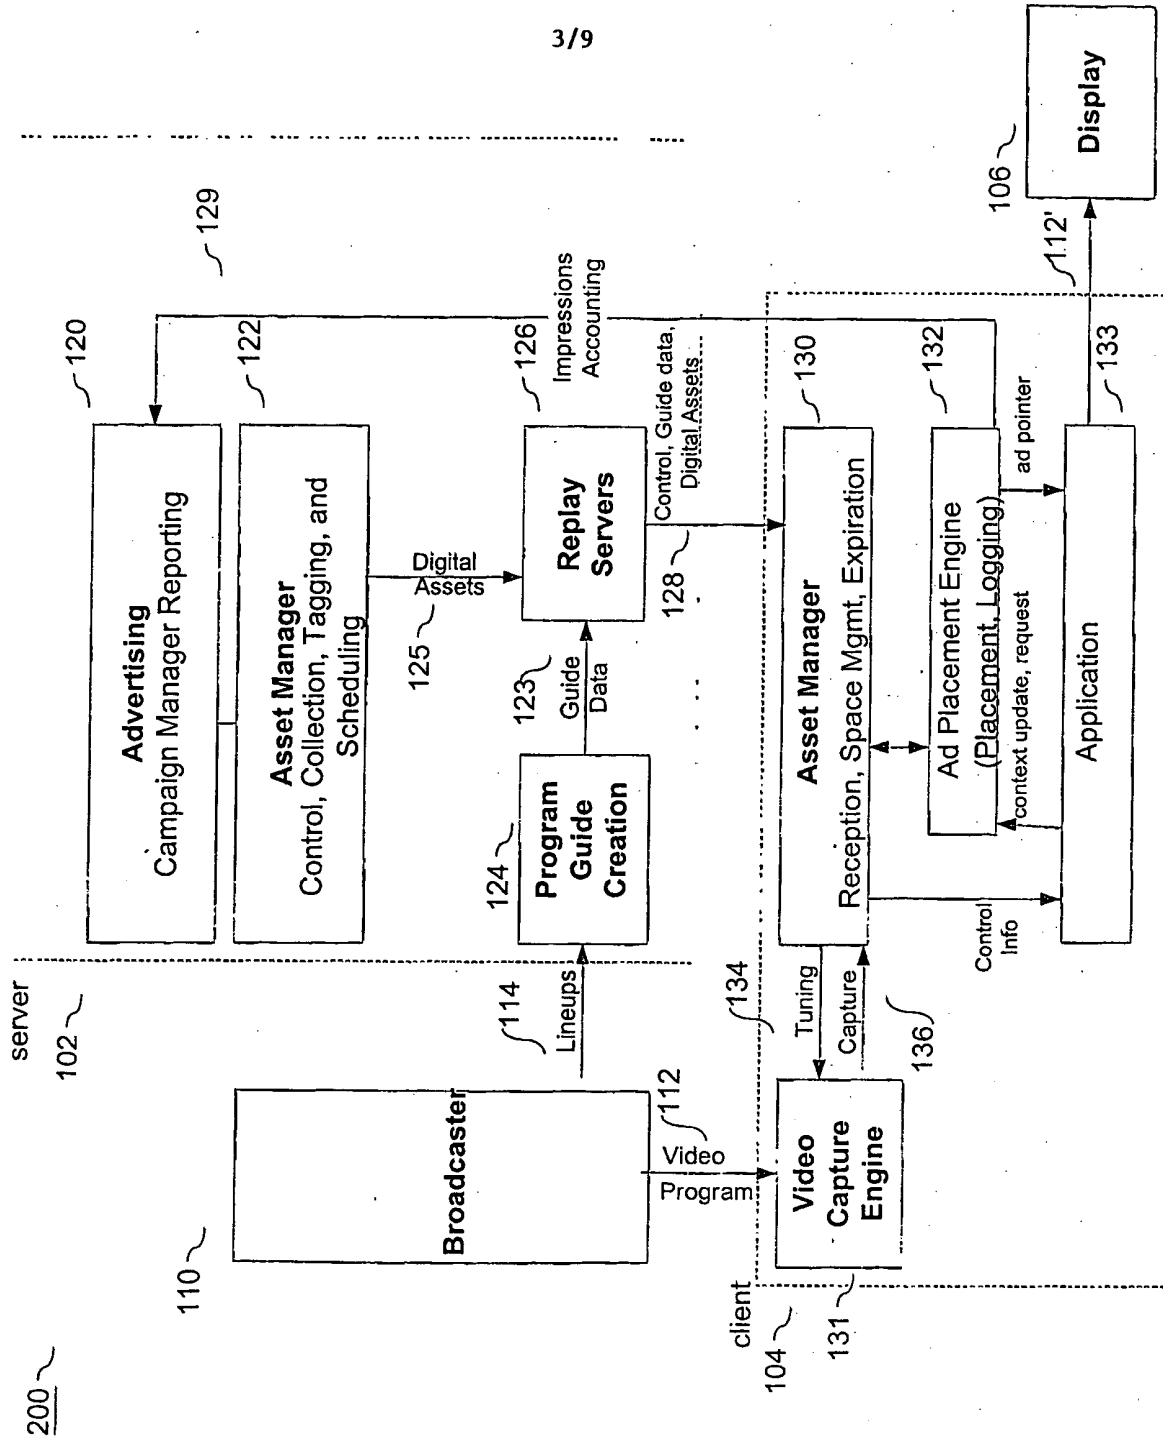 3/9
200
server
102
120
129
Advertising
Campaign Manager Reporting
122
Asset Manager
Control, Collection, Tagging, and
Scheduling
110
Broadcaster
114
Lineups
124
Program
Guide
Creation
123
Guide
Data
125
Digital
Assets
126
Replay
Servers
Impressions
Accounting
Control, Guide data,
Digital Assets
128
112
Video
Program
client
104
131
Video
Capture
Engine
134
Tuning
Capture
136
130
Asset Manager
Reception, Space Mgmt, Expiration
132
Ad Placement Engine
(Placement, Logging)
context update, request
ad pointer
Control
Info
133
Application
112'
106
Display